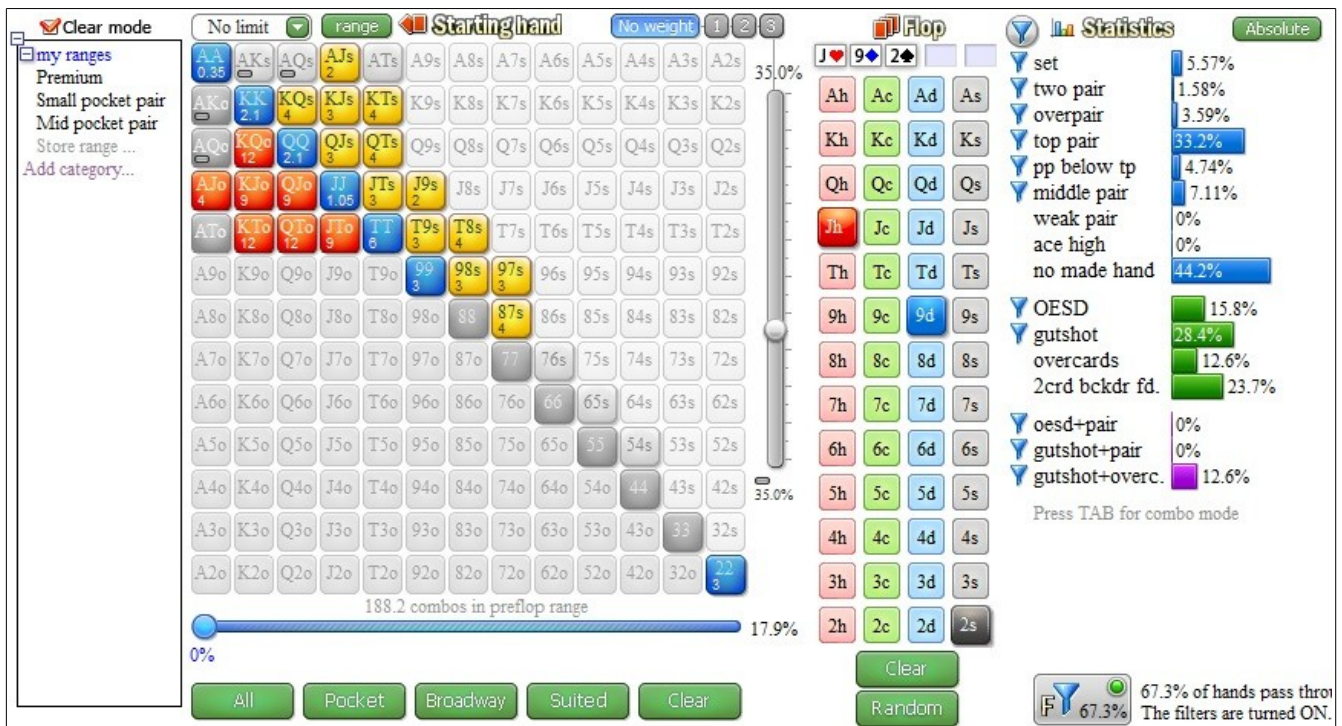 Clear mode
my ranges
Premium
Small pocket pair
Mid pocket pair
Store range ...
Add category...
No limit range Starting hand No weight 1 2 3
AA 0.35 AKs AQs AJs 2 ATs A9s A8s A7s A6s A5s A4s A3s A2s
35.0%
AKo KK 2.1 KQs 4 KJs 3 KTs 4 K9s K8s K7s K6s K5s K4s K3s K2s
AQo KQo 12 QQ 2.1 QJs 3 QTs 4 Q9s Q8s Q7s Q6s Q5s Q4s Q3s Q2s
AJo 4 KJo 9 QJo 9 JJ 1.05 JTs 3 J9s 2 J8s J7s J6s J5s J4s J3s J2s
ATo KTo 12 QTo 12 JTo 9 TT 6 T9s 3 T8s 4 T7s T6s T5s T4s T3s T2s
A9o K9o Q9o J9o T9o 99 3 98s 3 97s 3 96s 95s 94s 93s 92s
A8o K8o Q8o J8o T8o 98o 88 87s 4 86s 85s 84s 83s 82s
A7o K7o Q7o J7o T7o 97o 87o 77 76s 75s 74s 73s 72s
A6o K6o Q6o J6o T6o 96o 86o 76o 66 65s 64s 63s 62s
A5o K5o Q5o J5o T5o 95o 85o 75o 65o 55 54s 53s 52s
A4o K4o Q4o J4o T4o 94o 84o 74o 64o 54o 44 43s 42s
35.0%
A3o K3o Q3o J3o T3o 93o 83o 73o 63o 53o 43o 33 32s
A2o K2o Q2o J2o T2o 92o 82o 72o 62o 52o 42o 32o 22 3
188.2 combos in preflop range
17.9%
0%
All Pocket Broadway Suited Clear
Flop
J♥ 9♦ 2♠
Ah Ac Ad As
Kh Kc Kd Ks
Qh Qc Qd Qs
Jh Jc Jd Js
Th Tc Td Ts
9h 9c 9d 9s
8h 8c 8d 8s
7h 7c 7d 7s
6h 6c 6d 6s
5h 5c 5d 5s
4h 4c 4d 4s
3h 3c 3d 3s
2h 2c 2d 2s
Clear
Random
Statistics Absolute
set 5.57%
two pair 1.58%
overpair 3.59%
top pair 33.2%
pp below tp 4.74%
middle pair 7.11%
weak pair 0%
ace high 0%
no made hand 44.2%
OESD 15.8%
gutshot 28.4%
overcards 12.6%
2crd bckdr fd. 23.7%
oesd+pair 0%
gutshot+pair 0%
gutshot+overc. 12.6%
Press TAB for combo mode
F 67.3%
67.3% of hands pass throu
The filters are turned ON.